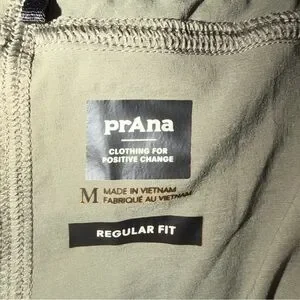 prAna
CLOTHING FOR
POSITIVE CHANGE
M MADE IN VIETNAM
FABRIQUÉ AU VIETNAM
REGULAR FIT